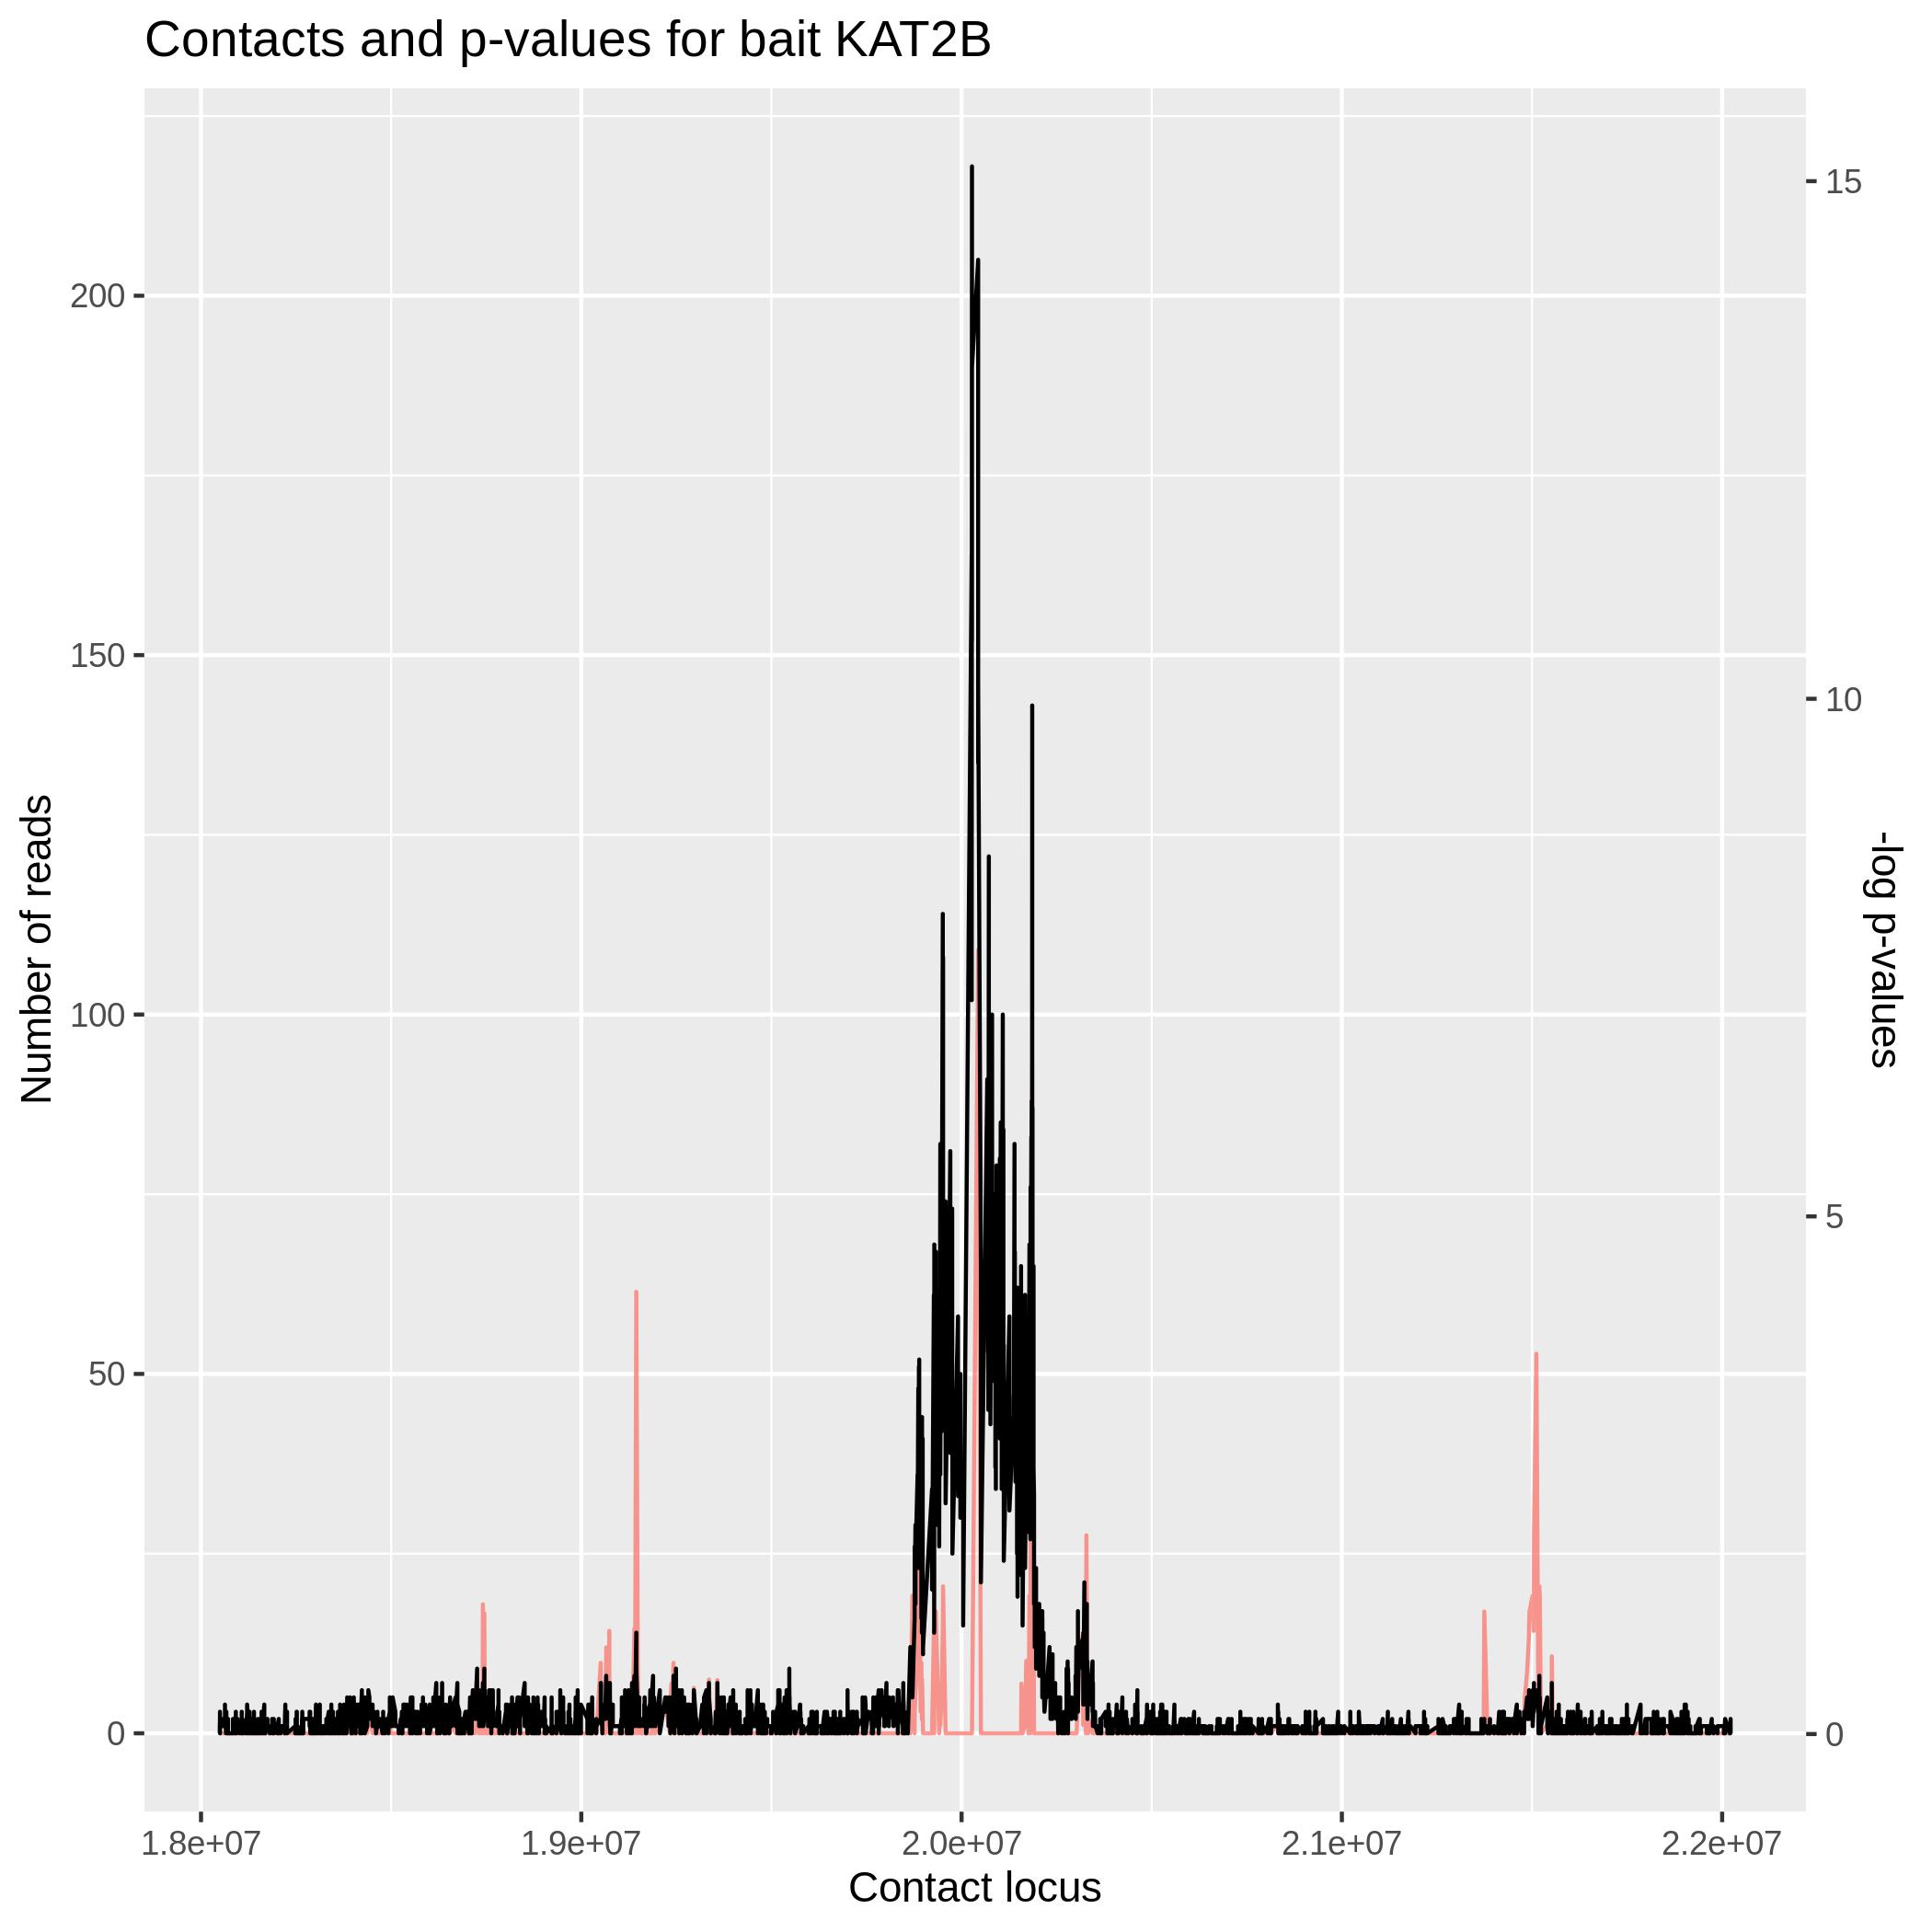 Contacts and p-values for bait KAT2B
Number of reads
200
150
100
50
0
15
10
5
0
-log p-values
1.8e+07 1.9e+07 2.0e+07 2.1e+07 2.2e+07
Contact locus